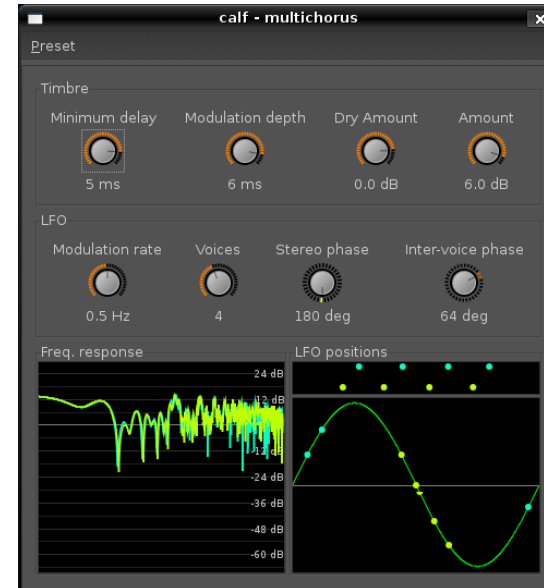 calf - multichorus
Preset
Timbre
Minimum delay Modulation depth Dry Amount Amount
5 ms 6 ms 0.0 dB 6.0 dB
LFO
Modulation rate Voices Stereo phase Inter-voice phase
0.5 Hz 4 180 deg 64 deg
Freq. response LFO positions
24 dB
12 dB
-12 dB
-24 dB
-36 dB
-48 dB
-60 dB